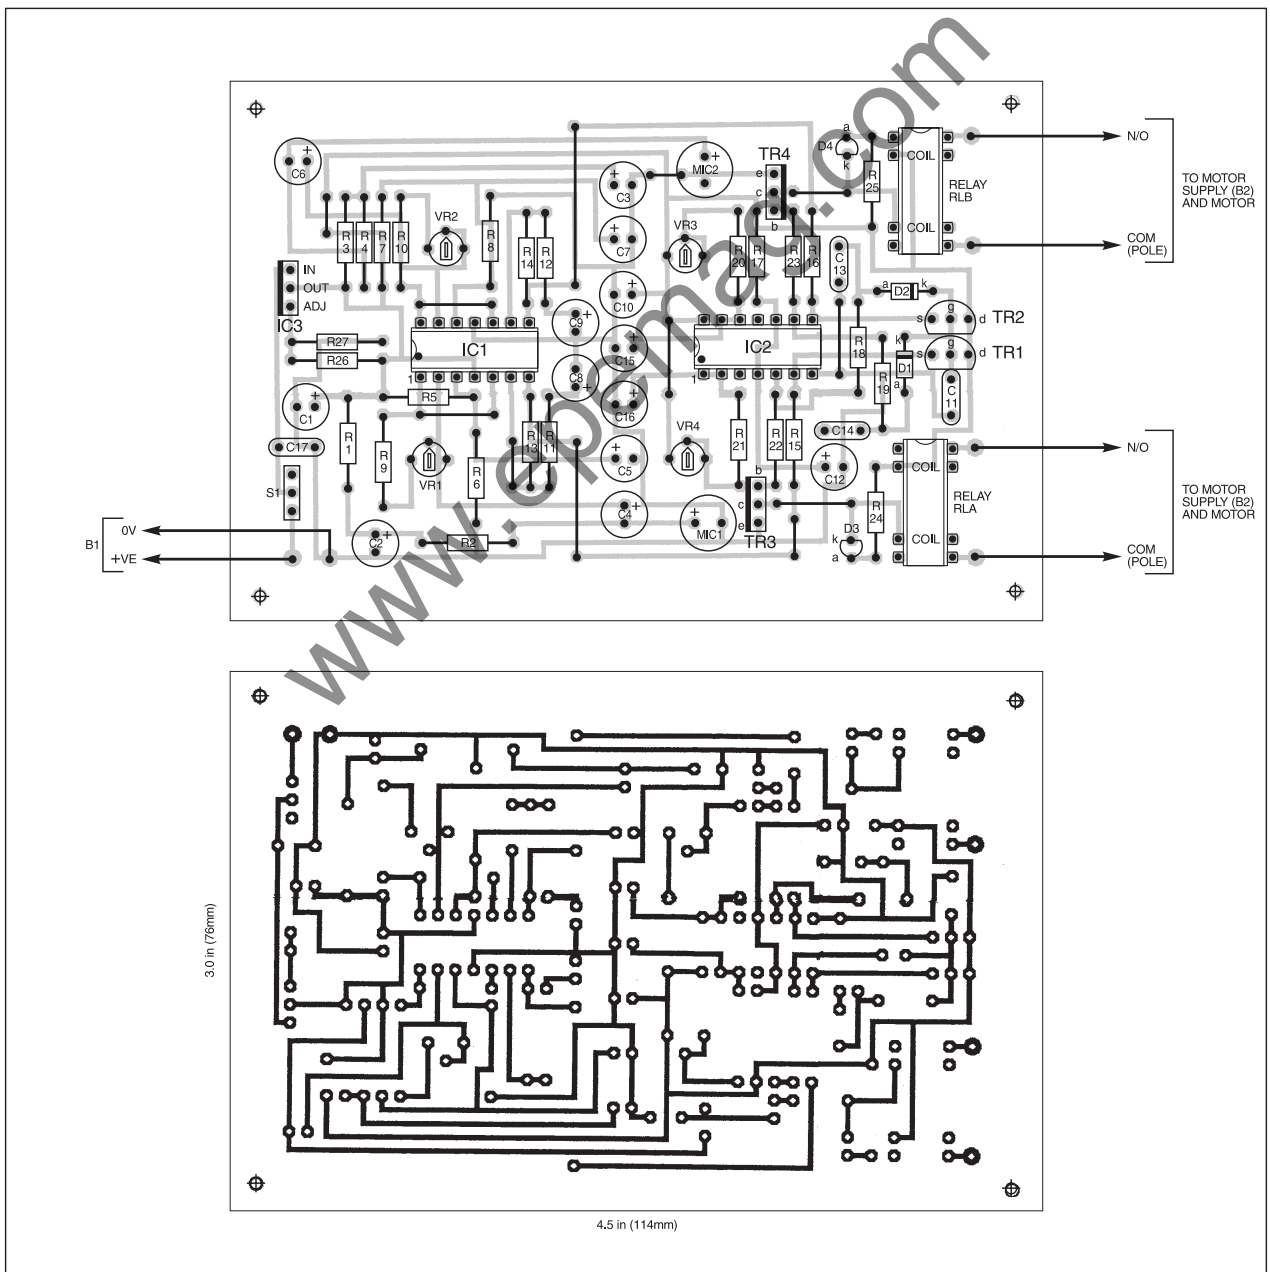 www.epemag.com
C6
+
R
3
R
4
R
7
R
10
VR2
R
8
R
14
R
12
C3
+
C7
+
C10
+
C9
+
C15
+
C8
+
C16
+
C5
+
C4
+
MIC2
+
TR4
e
c
b
VR3
R
20
R
17
R
23
R
16
C
13
a
D4
k
R
25
COIL
COIL
RELAY
RLB
N/O
TO MOTOR
SUPPLY (B2)
AND MOTOR
COM
(POLE)
IN
OUT
ADJ
IC3
R27
R26
IC1
1
IC2
1
R
18
R
19
a
D2
k
s
g
d
TR2
s
g
d
TR1
k
D1
a
C
11
C1
+
C17
S1
R
1
R
9
R5
VR1
R
6
R
13
R
11
R2
C2
+
VR4
R
21
R
22
R
15
C14
C12
+
b
c
e
TR3
MIC1
+
k
D3
a
R
24
COIL
COIL
RELAY
RLA
N/O
TO MOTOR
SUPPLY (B2)
AND MOTOR
COM
(POLE)
B1
0V
+VE
3.0 in (76mm)
4.5 in (114mm)